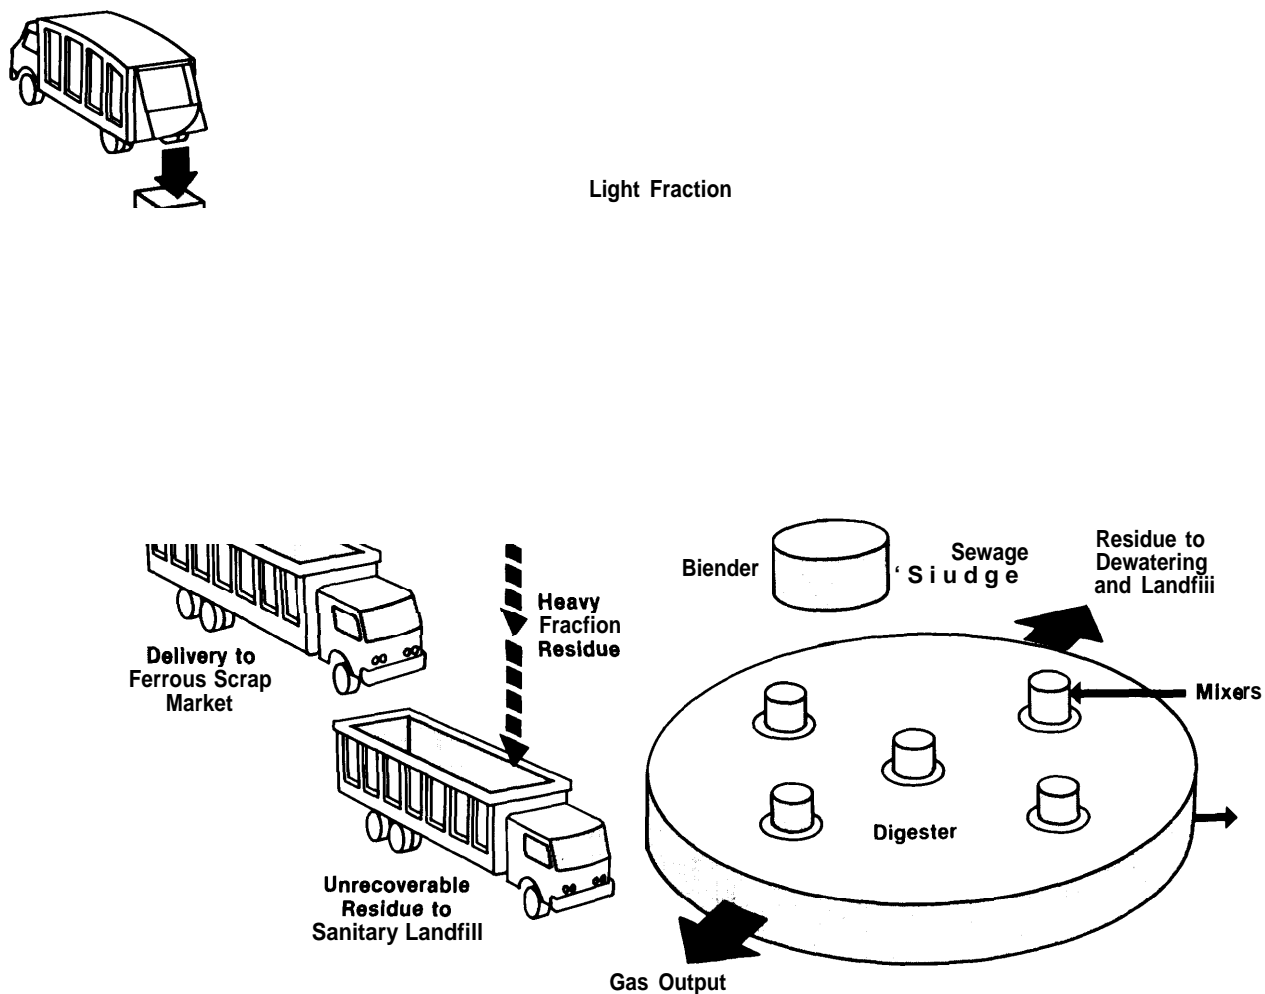 Light Fraction
Biender
Sewage
‘Siudge
Residue to
Dewatering
and Landfiii
Heavy
Fracfion
Residue
Delivery to
Ferrous Scrap
Market
Mixers
Digester
Unrecoverable
Residue to
Sanitary Landfill
Gas Output